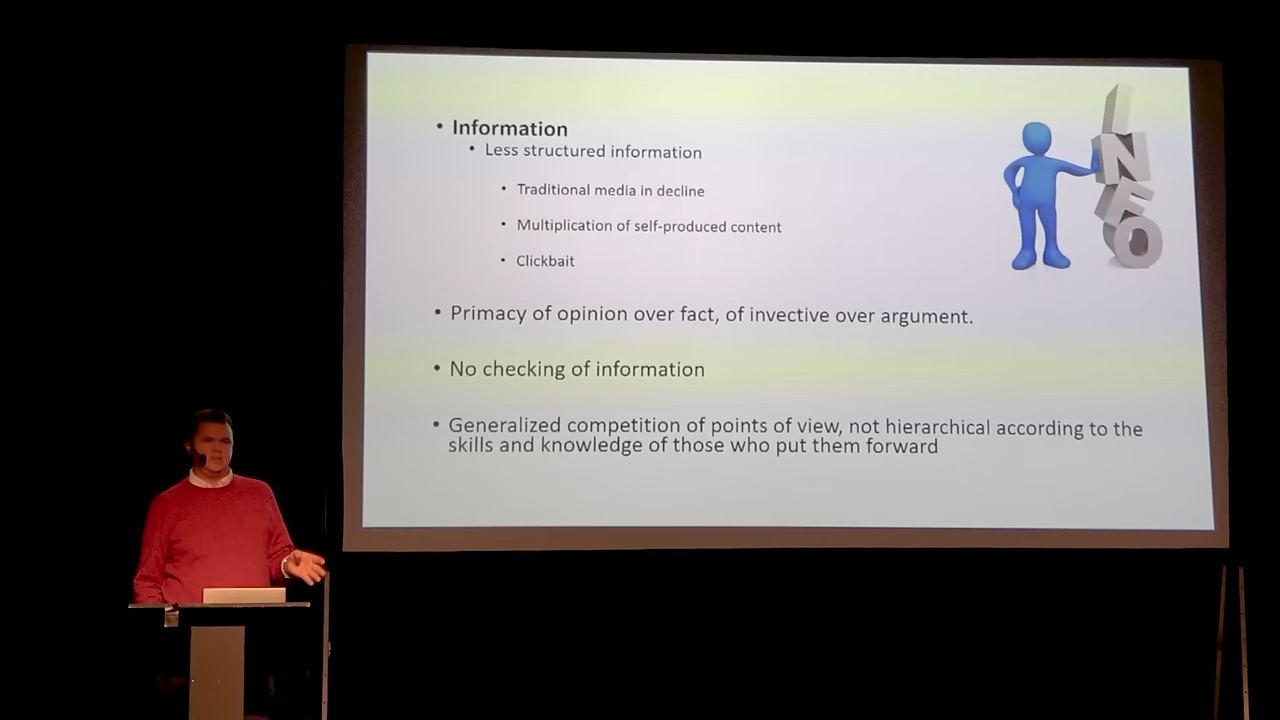 • Information
• Less structured information
• Traditional media in decline
• Multiplication of self-produced content
• Clickbait
• Primacy of opinion over fact, of invective over argument.
• No checking of information
• Generalized competition of points of view, not hierarchical according to the
skills and knowledge of those who put them forward
INFO